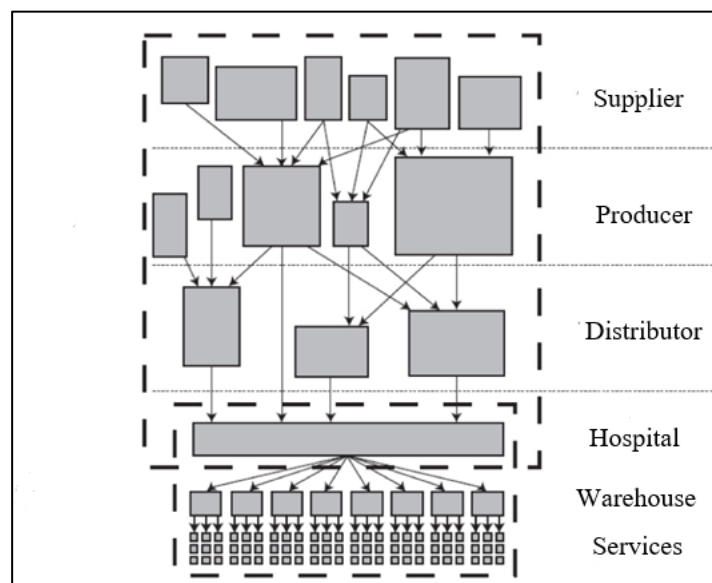 Supplier
Producer
Distributor
Hospital
Warehouse
Services